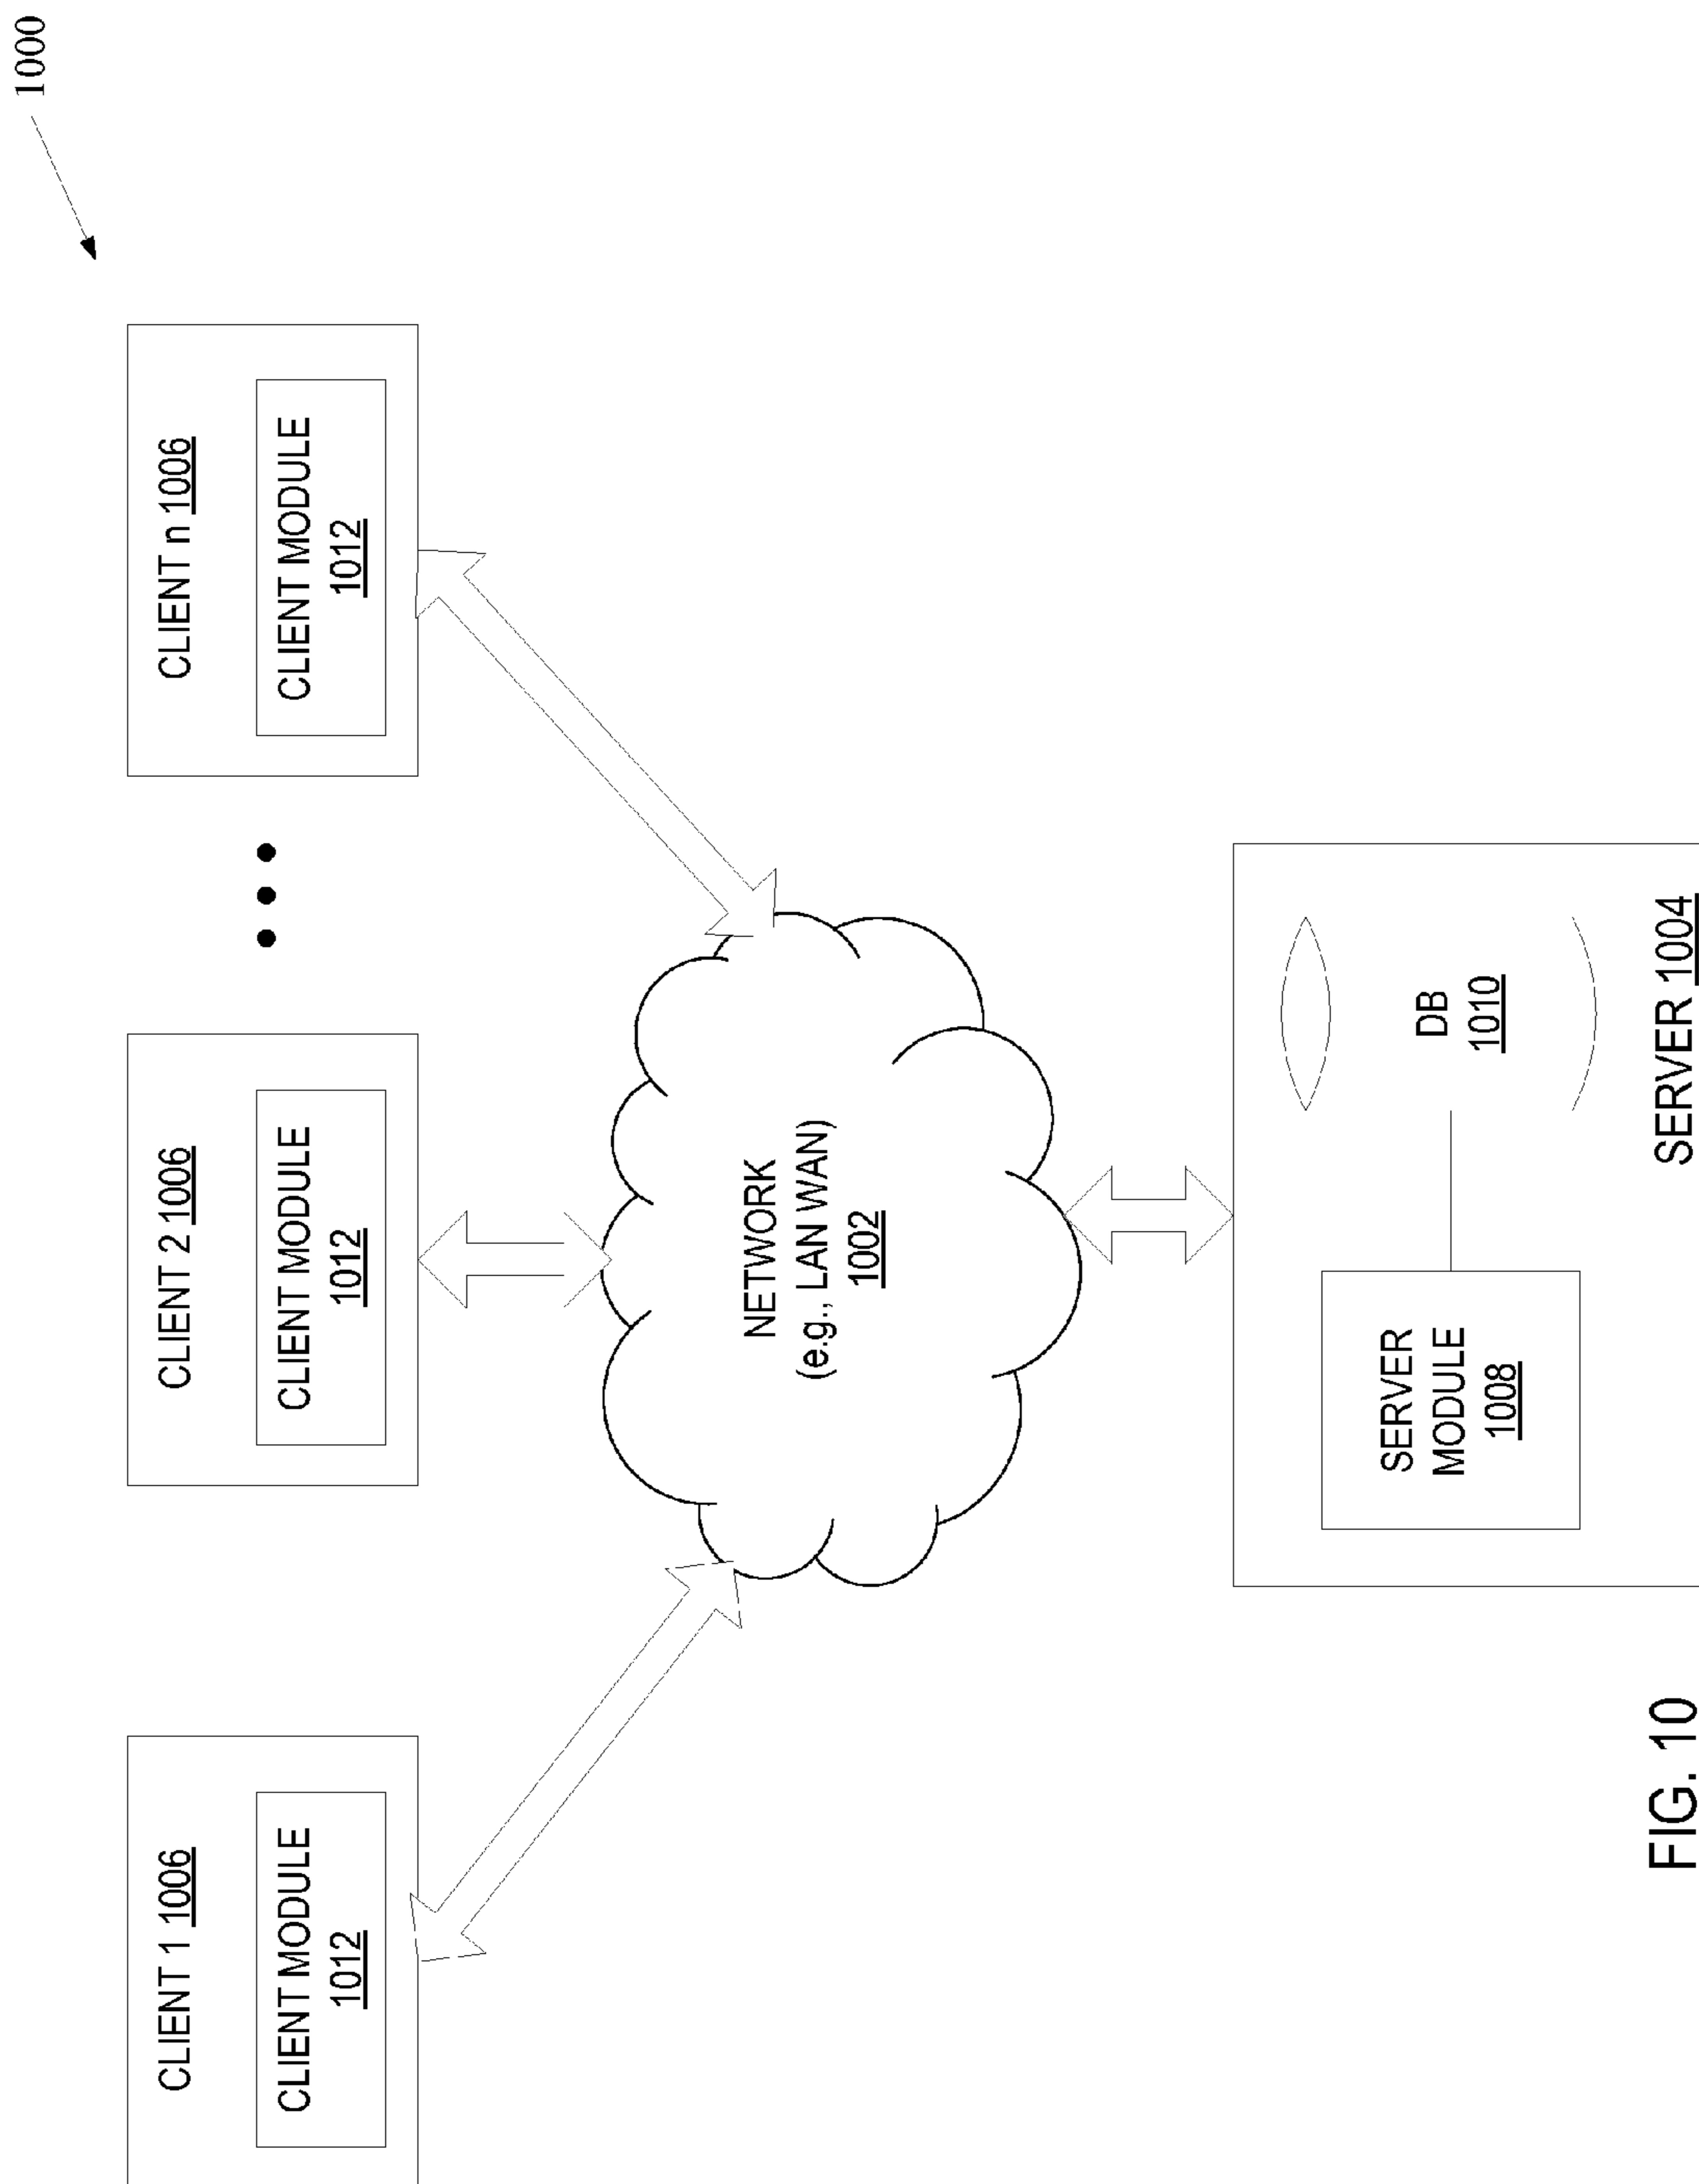 1000
CLIENT 1 1006
CLIENT MODULE
1012
CLIENT 2 1006
CLIENT MODULE
1012
CLIENT n 1006
CLIENT MODULE
1012
NETWORK
(e.g., LAN WAN)
1002
SERVER
MODULE
1008
DB
1010
SERVER 1004
FIG. 10